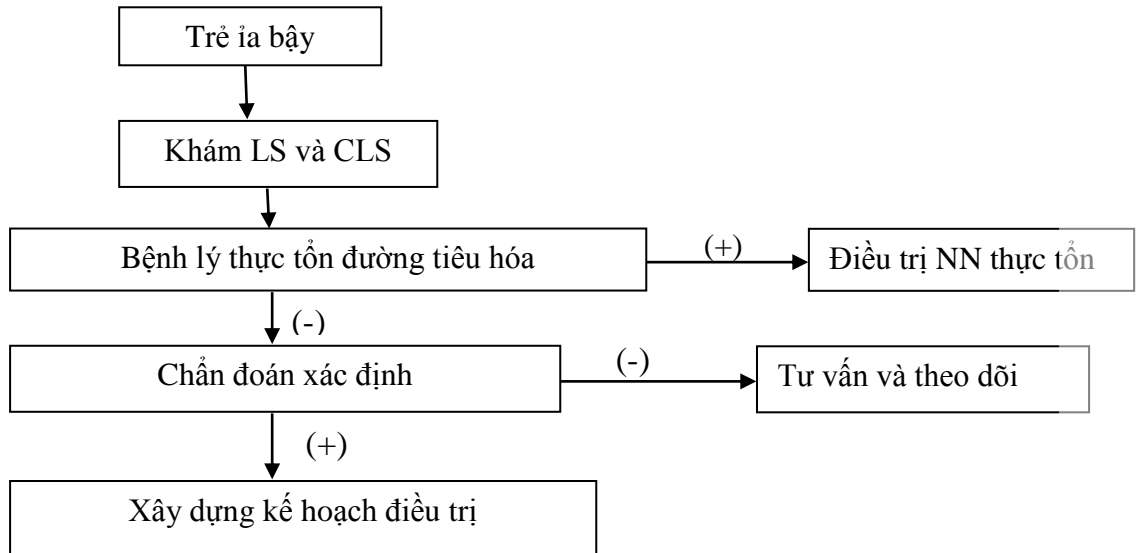 Trẻ ỉa bậy
Khám LS và CLS
Bệnh lý thực tổn đường tiêu hóa
(+)
Điều trị NN thực tổn
(-)
Chẩn đoán xác định
(-)
Tư vấn và theo dõi
(+)
Xây dựng kế hoạch điều trị